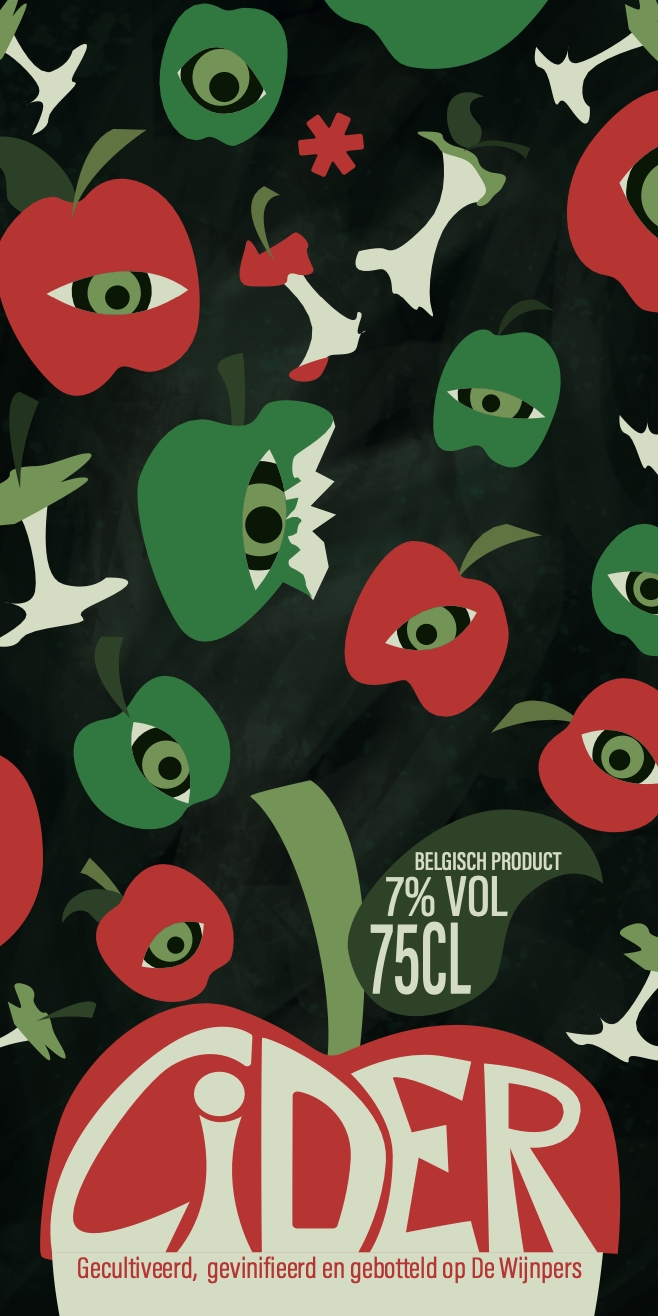 BELGISCH PRODUCT
7% VOL
75CL
CiDER
Gecultiveerd, gevinifieerd en gebotteld op De Wijnpers